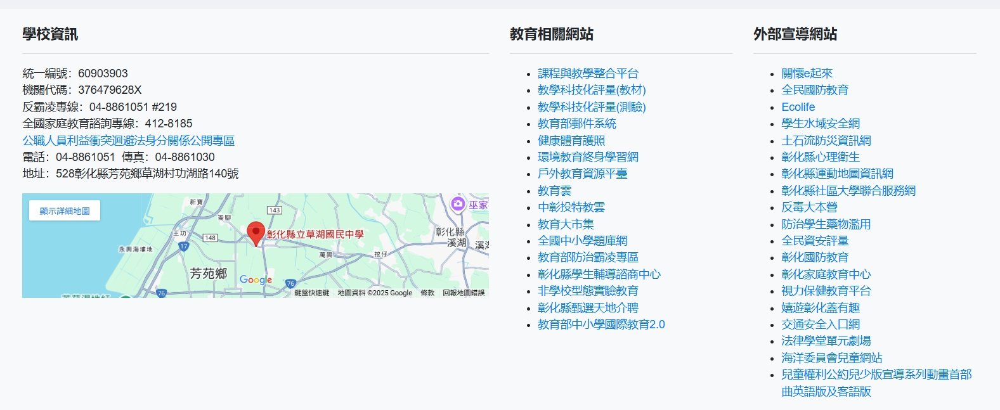 學校資訊
統一編號：60903903
機關代碼：376479628X
反霸凌專線：04-8861051 #219
全國家庭教育諮詢專線：412-8185
公職人員利益衝突迴避法身分關係公開專區
電話：04-8861051 傳真：04-8861030
地址：528彰化縣芳苑鄉草湖村功湖路140號
顯示詳細地圖
新寶
143
巫家
崙腳
王功
148
彰化縣立草湖國民中學
彰化縣
溪湖
溪湖
17
永興海埔地
萬興
挖仔
芳苑鄉
Google
76
76
鍵盤快速鍵
地圖資料 ©2025 Google
條款
回報地圖錯誤
教育相關網站
課程與教學整合平台
教學科技化評量(教材)
教學科技化評量(測驗)
教育部郵件系統
健康體育護照
環境教育終身學習網
戶外教育資源平臺
教育雲
中彰投特教雲
教育大市集
全國中小學題庫網
教育部防治霸凌專區
彰化縣學生輔導諮商中心
非學校型態實驗教育
彰化縣甄選天地介聘
教育部中小學國際教育2.0
外部宣導網站
關懷e起來
全民國防教育
Ecolife
學生水域安全網
土石流防災資訊網
彰化縣心理衛生
彰化縣運動地圖資訊網
彰化縣社區大學聯合服務網
反毒大本營
防治學生藥物濫用
全民資安評量
彰化國防教育
彰化家庭教育中心
視力保健教育平台
嬉遊彰化蓋有趣
交通安全入口網
法律學堂單元劇場
海洋委員會兒童網站
兒童權利公約兒少版宣導系列動畫首部
曲英語版及客語版